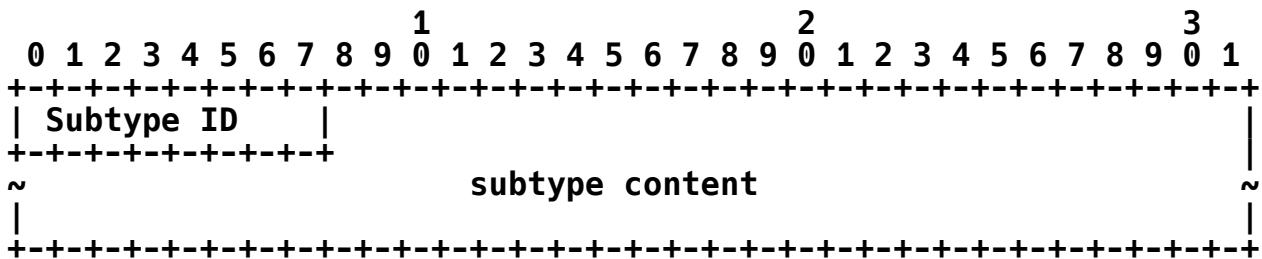 1                   2                   3
 0 1 2 3 4 5 6 7 8 9 0 1 2 3 4 5 6 7 8 9 0 1 2 3 4 5 6 7 8 9 0 1
+-+-+-+-+-+-+-+-+-+-+-+-+-+-+-+-+-+-+-+-+-+-+-+-+-+-+-+-+-+-+-+-+
| Subtype ID    |                                               |
+-+-+-+-+-+-+-+-+                                               |
~                       subtype content                         ~
|                                                               |
+-+-+-+-+-+-+-+-+-+-+-+-+-+-+-+-+-+-+-+-+-+-+-+-+-+-+-+-+-+-+-+-+